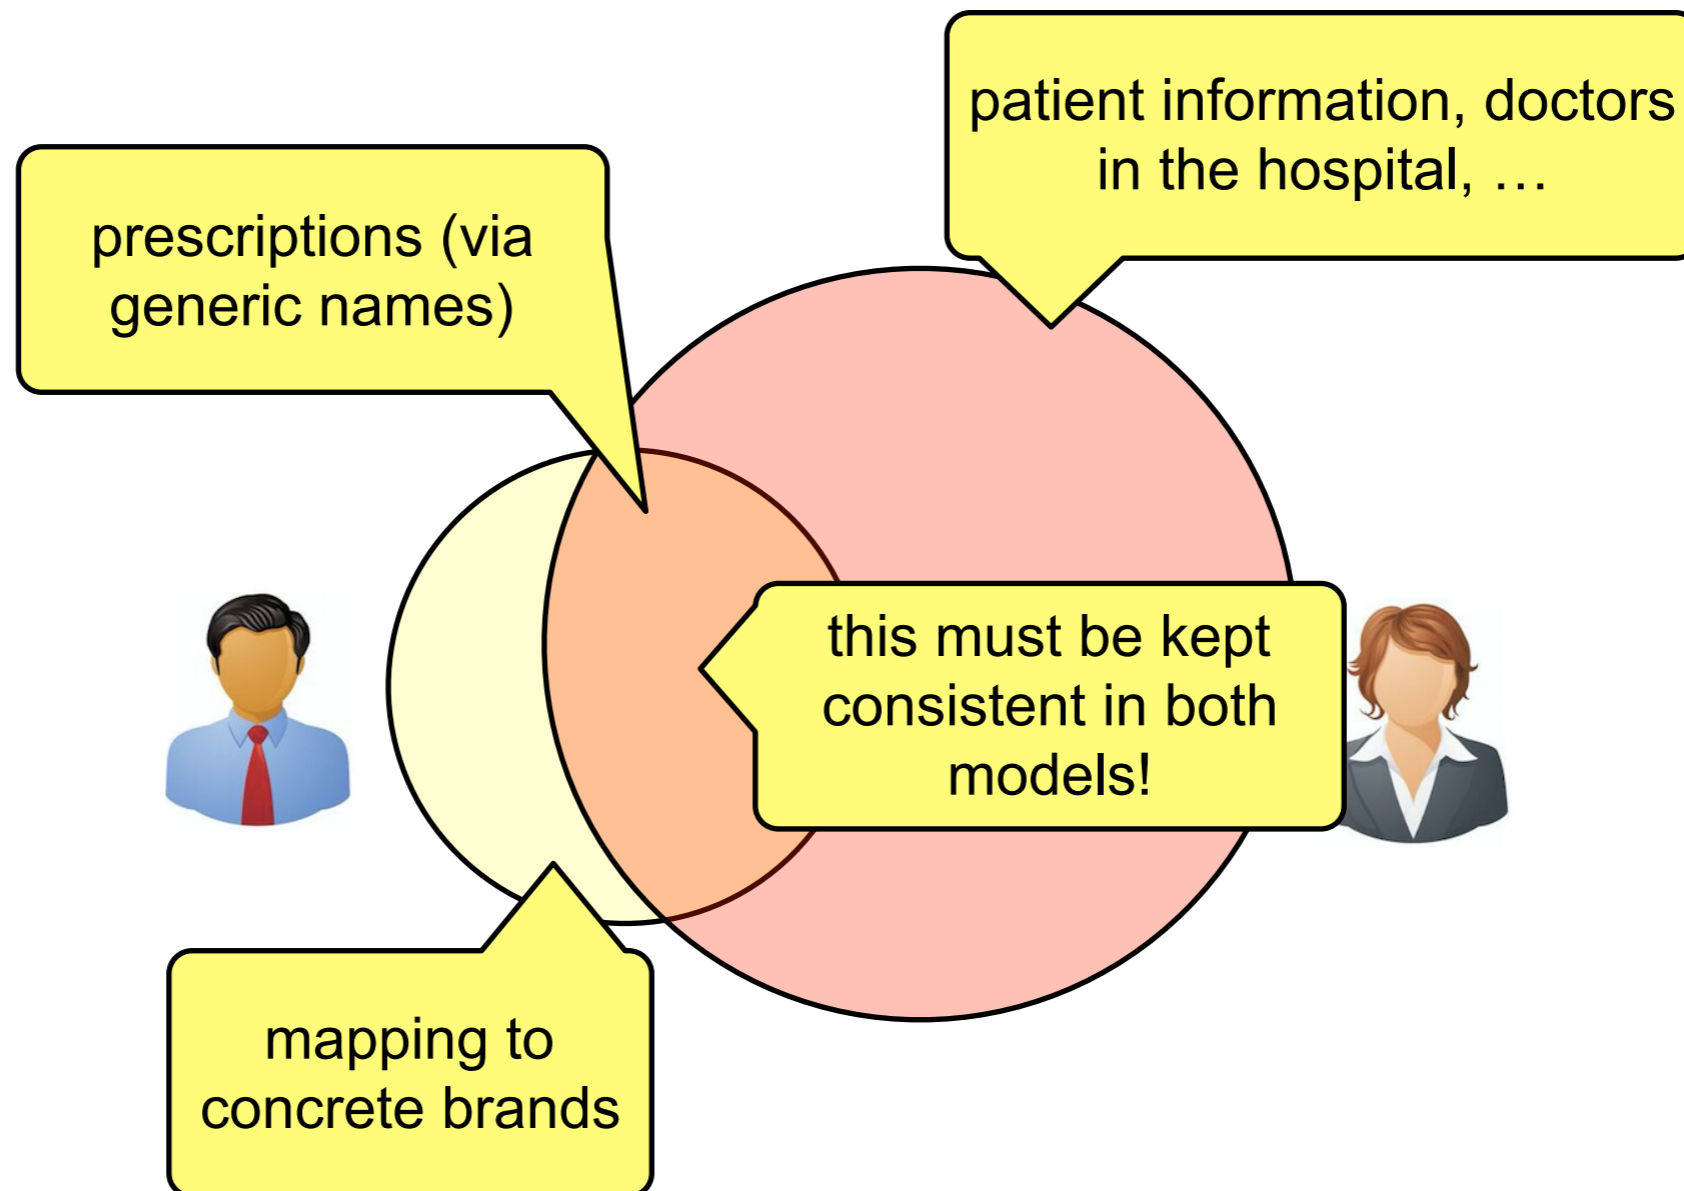 patient information, doctors
in the hospital, …
prescriptions (via
generic names)
this must be kept
consistent in both
models!
mapping to
concrete brands